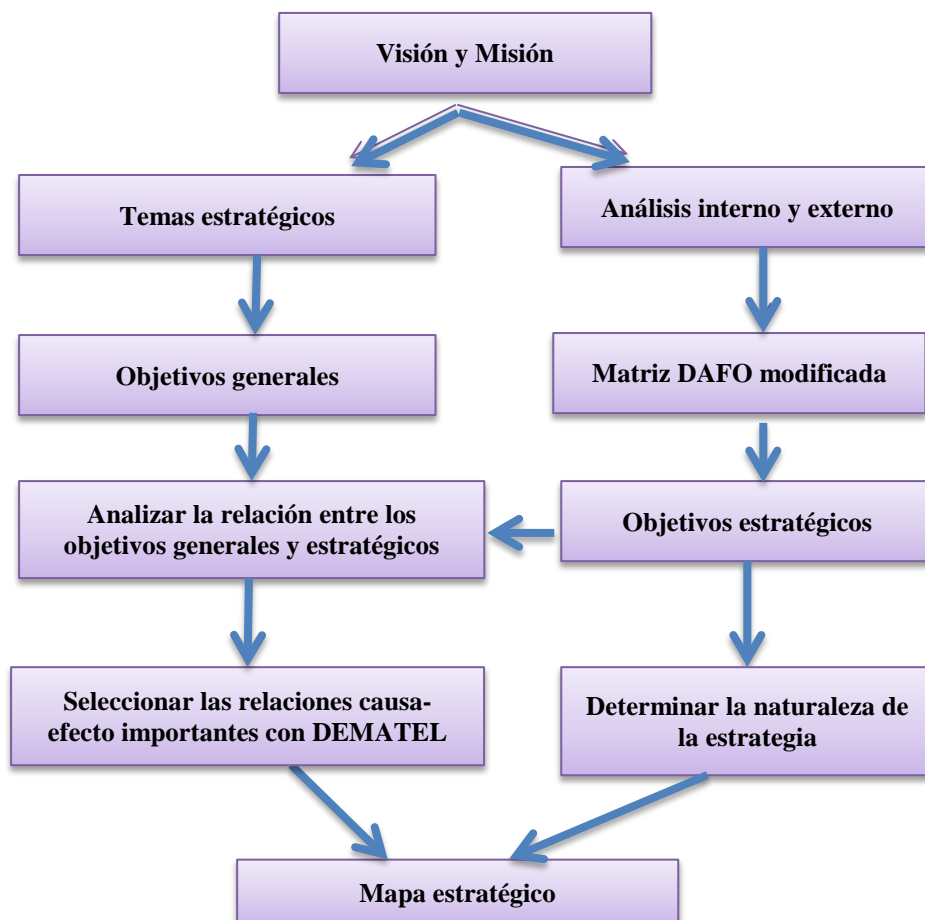 Visión y Misión
Temas estratégicos
Análisis interno y externo
Objetivos generales
Matriz DAFO modificada
Analizar la relación entre los
objetivos generales y estratégicos
Objetivos estratégicos
Seleccionar las relaciones causa-
efecto importantes con DEMATEL
Determinar la naturaleza de
la estrategia
Mapa estratégico